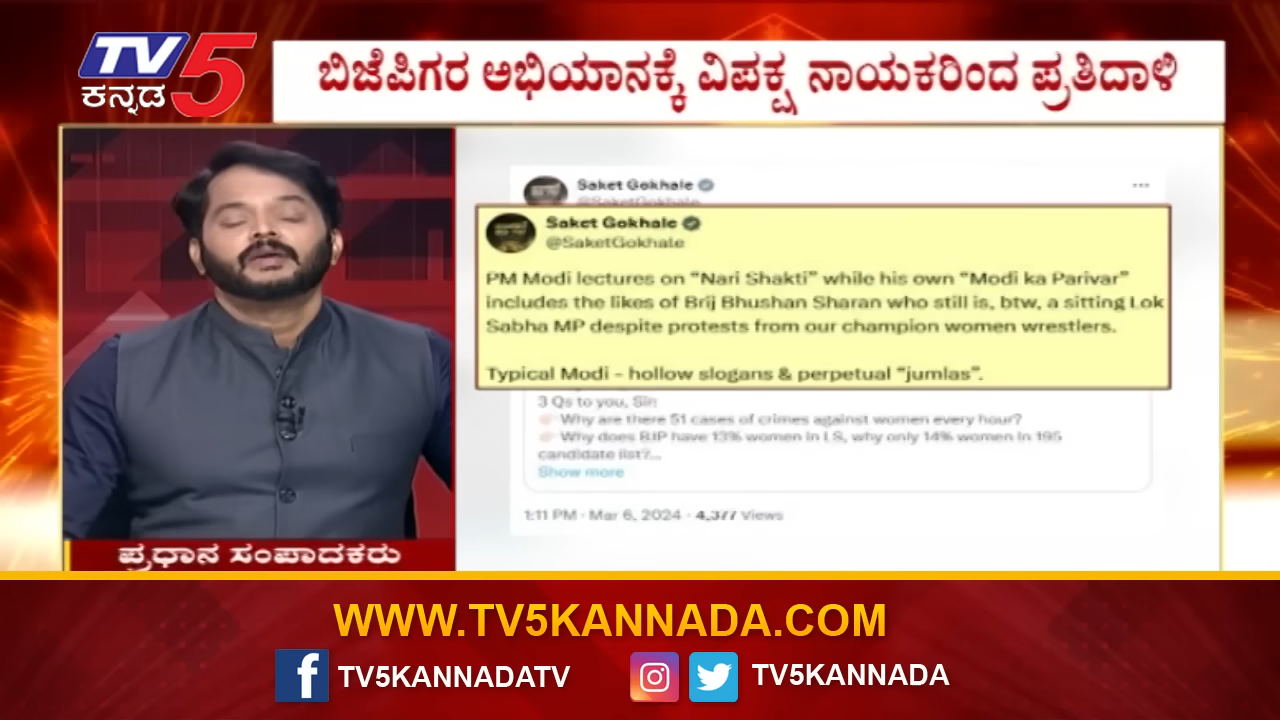 TV5
ಕನ್ನಡ
ಬಿಜೆಪಿಗರ ಅಭಿಯಾನಕ್ಕೆ ವಿಪಕ್ಷ ನಾಯಕರಿಂದ ಪ್ರತಿದಾಳಿ
Saket Gokhale
@SaketGokhale
Saket Gokhale
@SaketGokhale
PM Modi lectures on “Nari Shakti” while his own “Modi ka Parivar”
includes the likes of Brij Bhushan Sharan who still is, btw, a sitting Lok
Sabha MP despite protests from our champion women wrestlers.
Typical Modi - hollow slogans & perpetual “jumlas”.
3 Qs to you, Sir:
Why are there 51 cases of crimes against women every hour?
Why does BJP have 13% women in LS, why only 14% women in 195
candidate list?...
Show more
1:11 PM · Mar 6, 2024 · 4,377 Views
ಪ್ರಧಾನ ಸಂಪಾದಕರು
WWW.TV5KANNADA.COM
TV5KANNADATV
TV5KANNADA